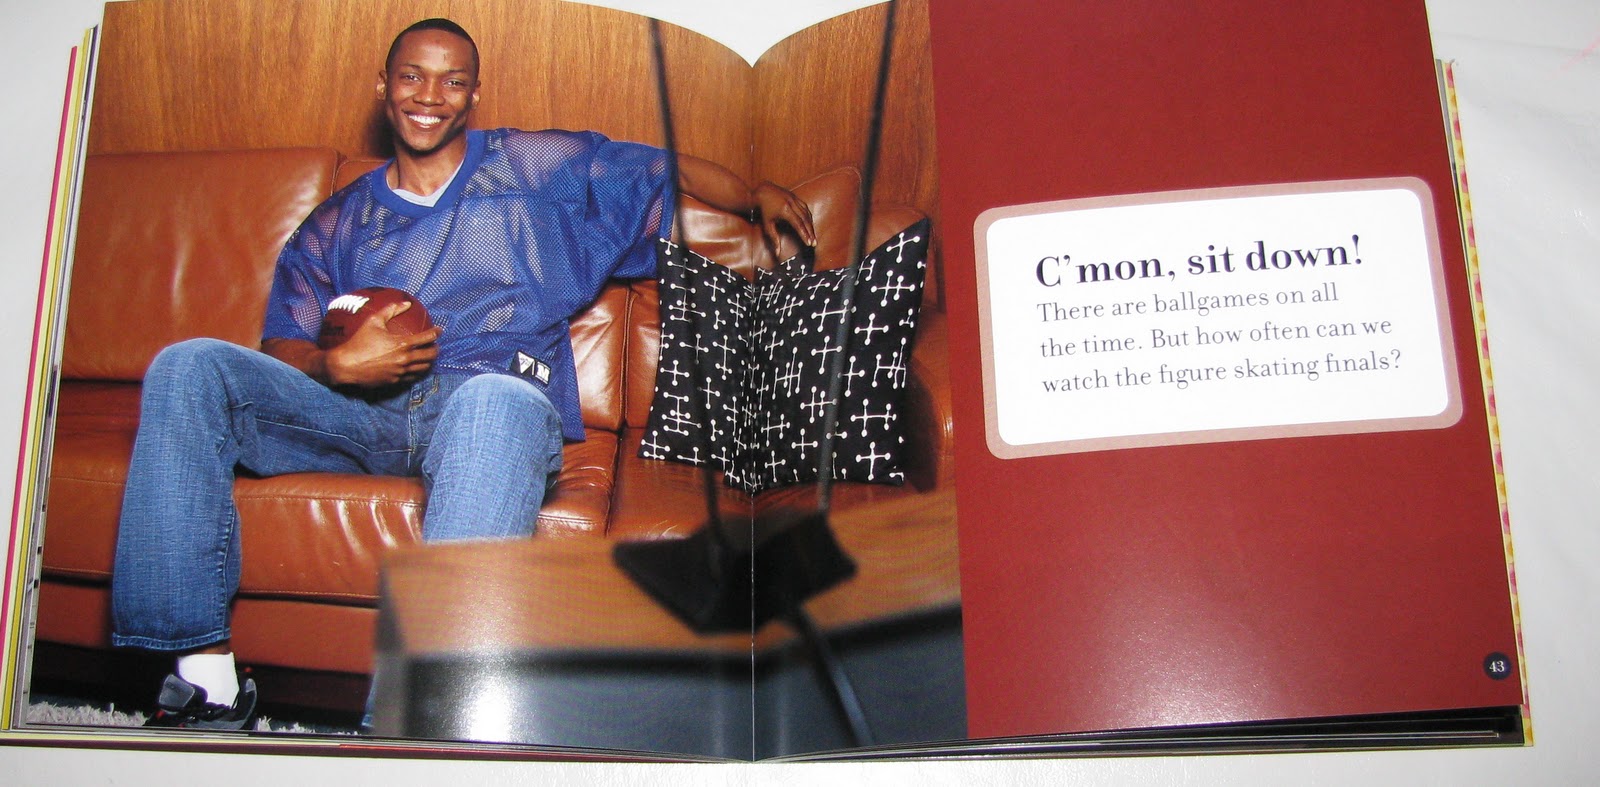 C'mon, sit down!
There are ballgames on all
the time. But how often can we
watch the figure skating finals?
43